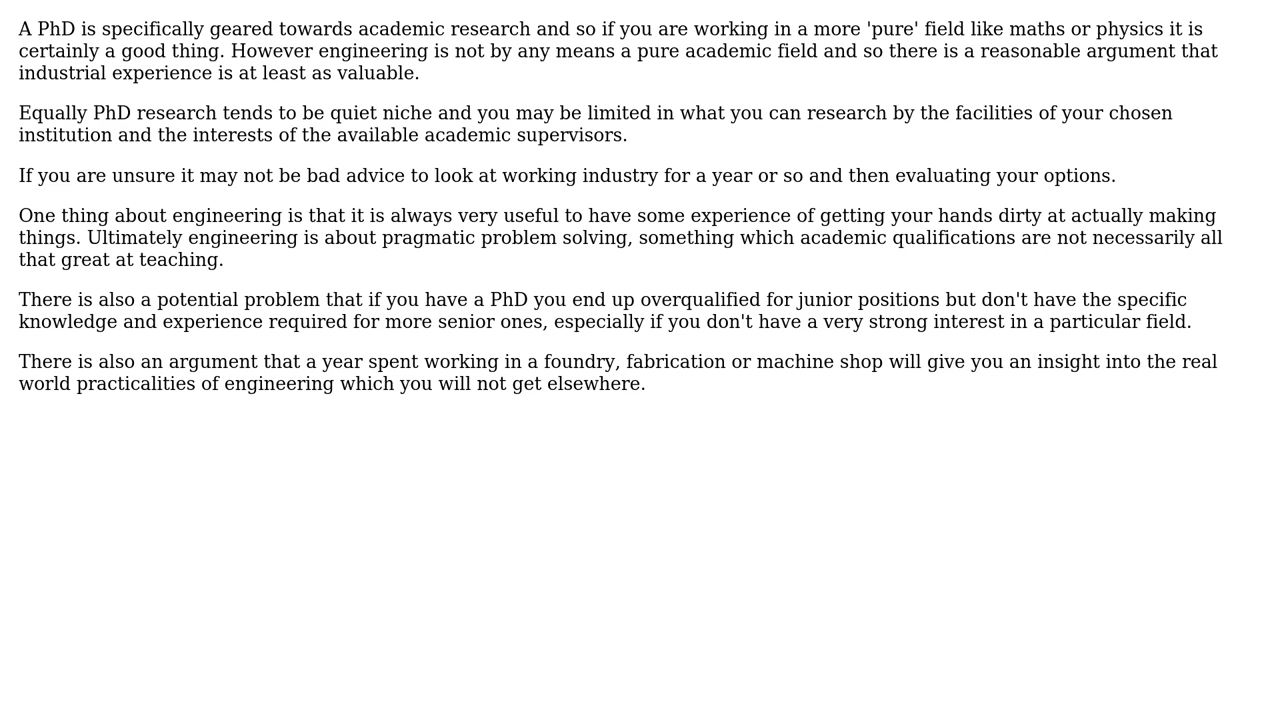 A PhD is specifically geared towards academic research and so if you are working in a more 'pure' field like maths or physics it is
certainly a good thing. However engineering is not by any means a pure academic field and so there is a reasonable argument that
industrial experience is at least as valuable.
Equally PhD research tends to be quiet niche and you may be limited in what you can research by the facilities of your chosen
institution and the interests of the available academic supervisors.
If you are unsure it may not be bad advice to look at working industry for a year or so and then evaluating your options.
One thing about engineering is that it is always very useful to have some experience of getting your hands dirty at actually making
things. Ultimately engineering is about pragmatic problem solving, something which academic qualifications are not necessarily all
that great at teaching.
There is also a potential problem that if you have a PhD you end up overqualified for junior positions but don't have the specific
knowledge and experience required for more senior ones, especially if you don't have a very strong interest in a particular field.
There is also an argument that a year spent working in a foundry, fabrication or machine shop will give you an insight into the real
world practicalities of engineering which you will not get elsewhere.